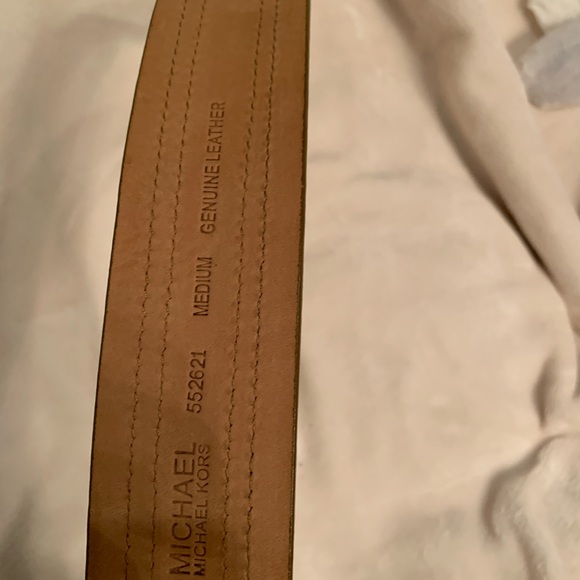 MICHAEL
MICHAEL KORS
552621 MEDIUM GENUINE LEATHER